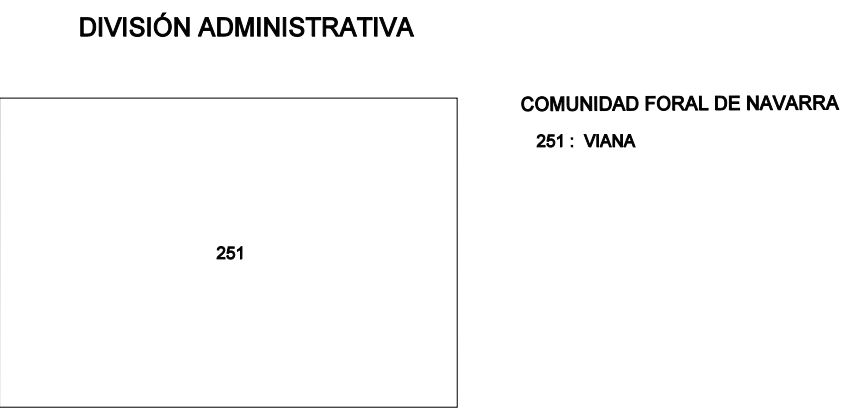 DIVISIÓN ADMINISTRATIVA
COMUNIDAD FORAL DE NAVARRA
251 : VIANA
251